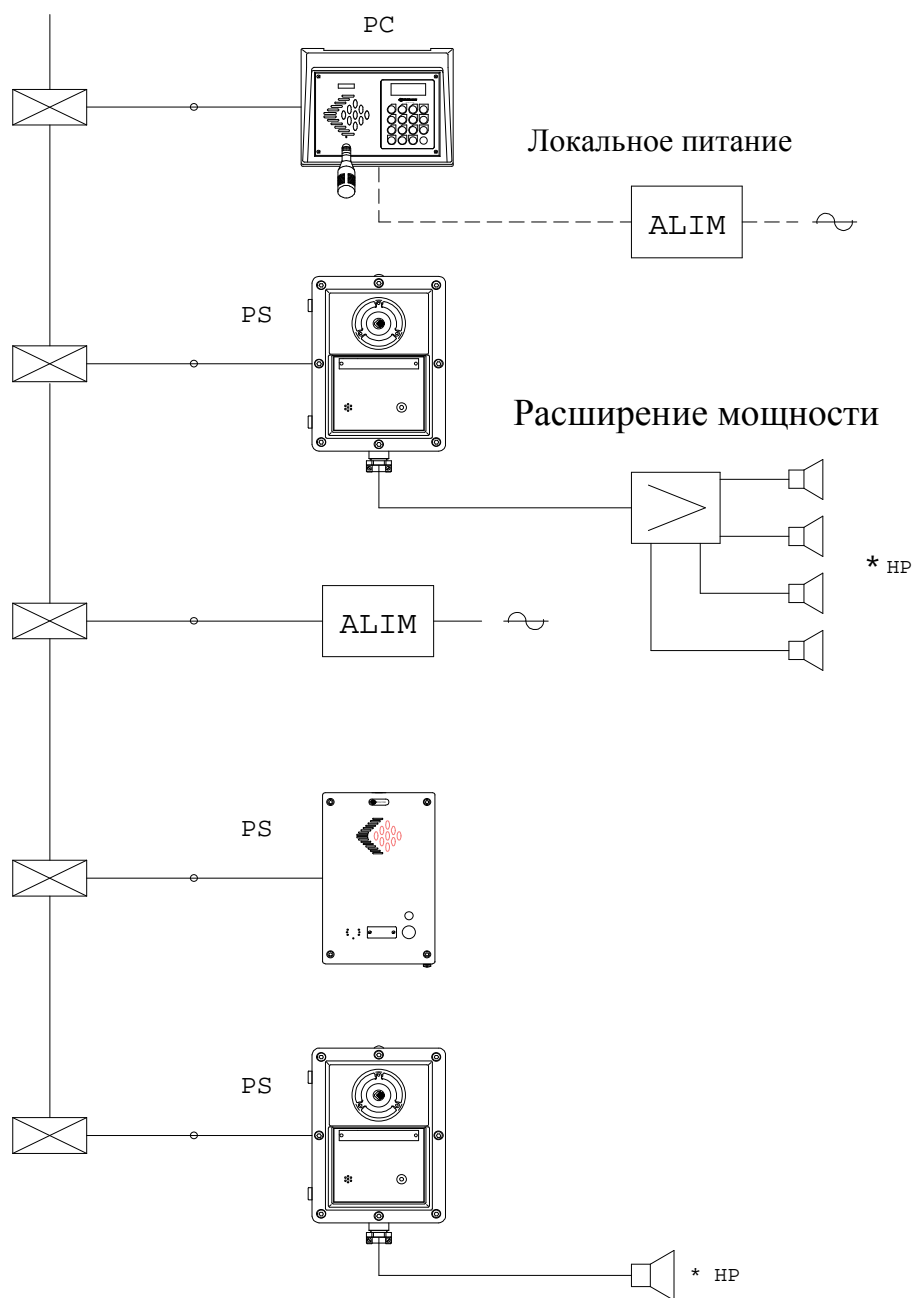 PC
Локальное питание
ALIM
PS
Расширение мощности
* HP
ALIM
PS
PS
* HP